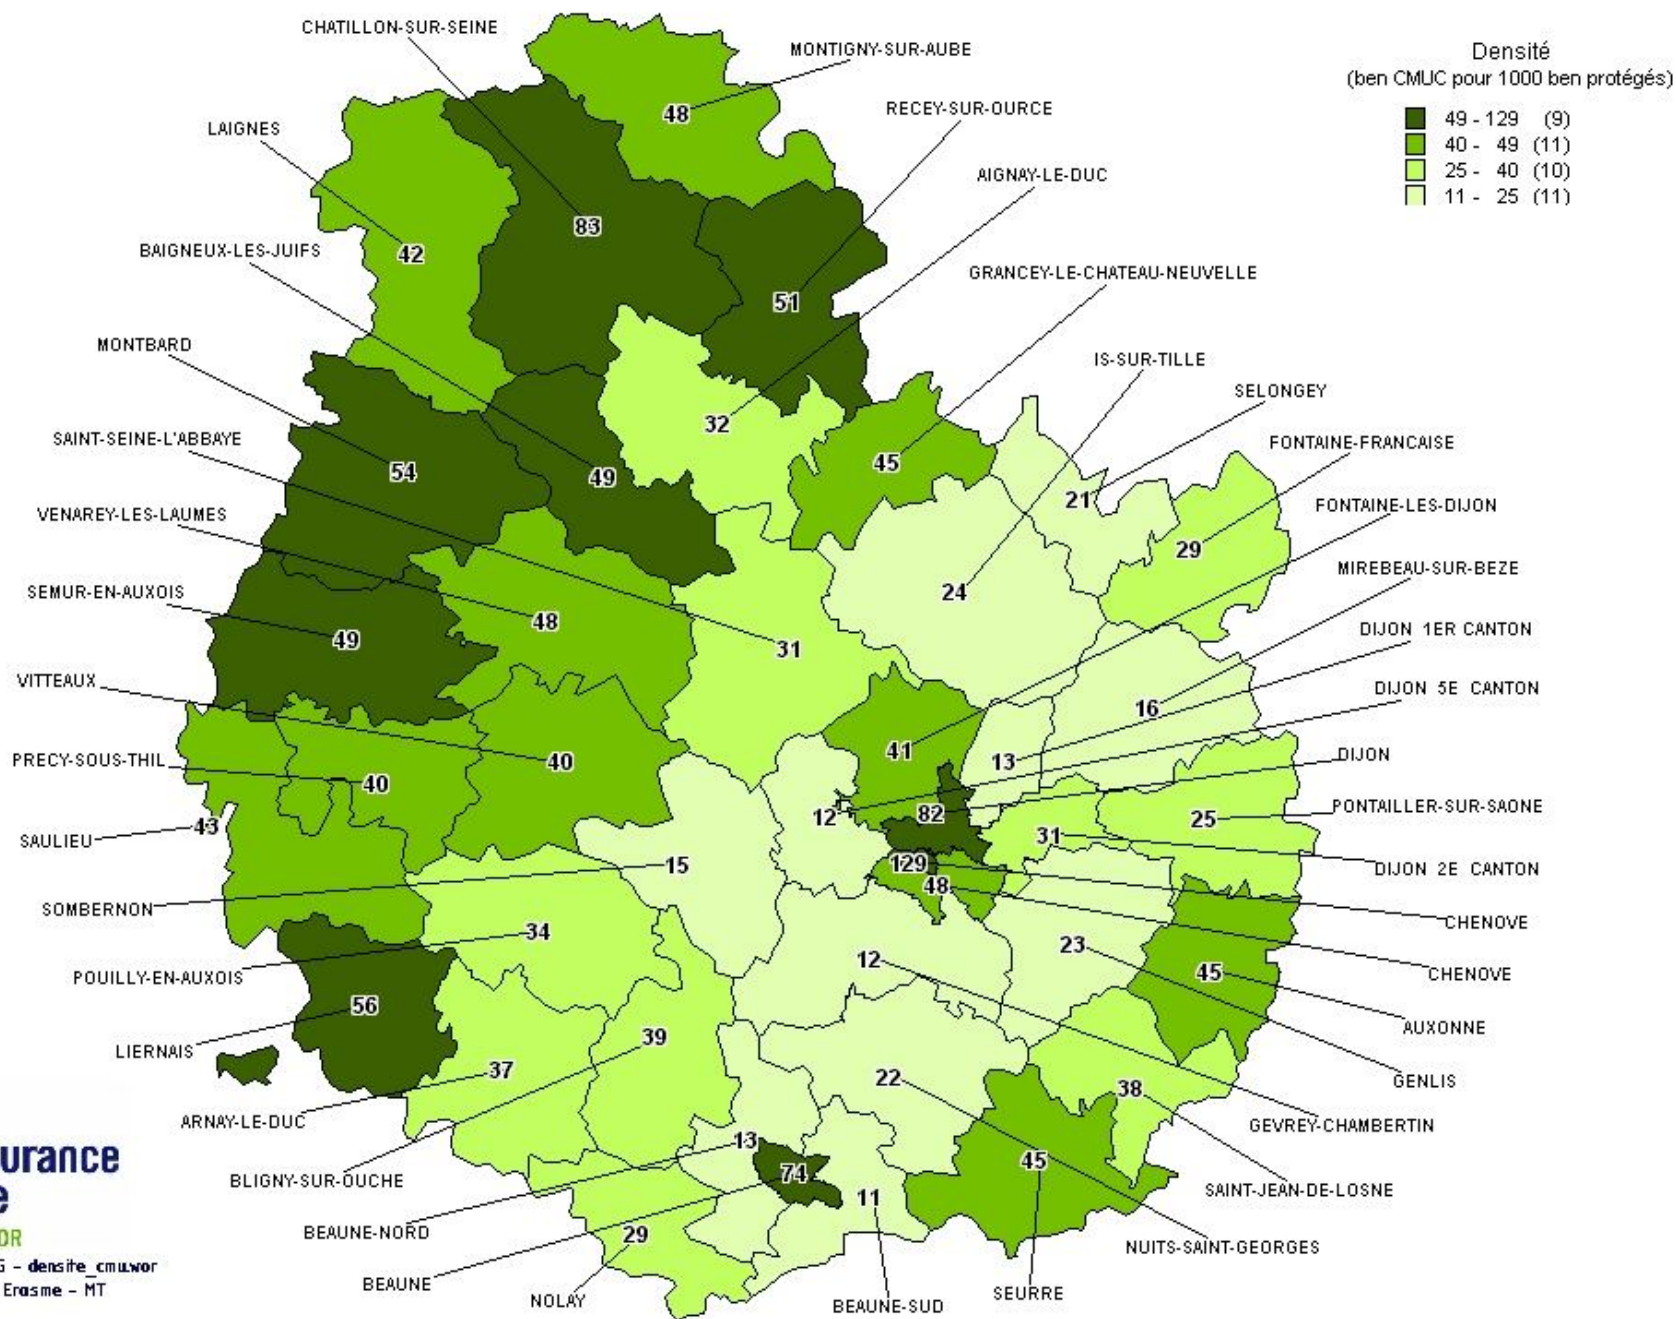 CHATILLON-SUR-SEINE
MONTIGNY-SUR-AUBE
Densité
(ben CMUC pour 1000 ben protégés)
49 - 129 (9)
40 - 49 (11)
25 - 40 (10)
11 - 25 (11)
RECEY-SUR-OURCE
48
LAIGNES
AIGNAY-LE-DUC
83
BAIGNEUX-LES-JUIFS
42
GRANCEY-LE-CHATEAU-NEUVELLE
51
MONTBARD
IS-SUR-TILLE
SELONGEY
32
SAINT-SEINE-L'ABBAYE
FONTAINE-FRANCAISE
45
54
49
21
FONTAINE-LES-DIJON
VENAREY-LES-LAUMES
29
MIREBEAU-SUR-BEZE
SEMUR-EN-AUXOIS
24
48
DIJON 1ER CANTON
49
31
VITTEAUX
DIJON 5E CANTON
16
41
DIJON
PRECY-SOUS-THIL
40
13
40
PONTAILLER-SUR-SAONE
82
12
25
43
SAULIEU
31
129
15
DIJON 2E CANTON
48
SOMBERNON
CHENOVE
34
23
12
POUILLY-EN-AUXOIS
CHENOVE
45
56
AUXONNE
LIERNAIS
39
37
22
GENLIS
38
ARNAY-LE-DUC
GEVREY-CHAMBERTIN
13
urance
45
74
BLIGNY-SUR-OUCHE
SAINT-JEAN-DE-LOSNE
e
11
BEAUNE-NORD
29
OR
NUITS-SAINT-GEORGES
- densite_cmu.wor
BEAUNE
Erasme - MT
SEURRE
NOLAY
BEAUNE-SUD